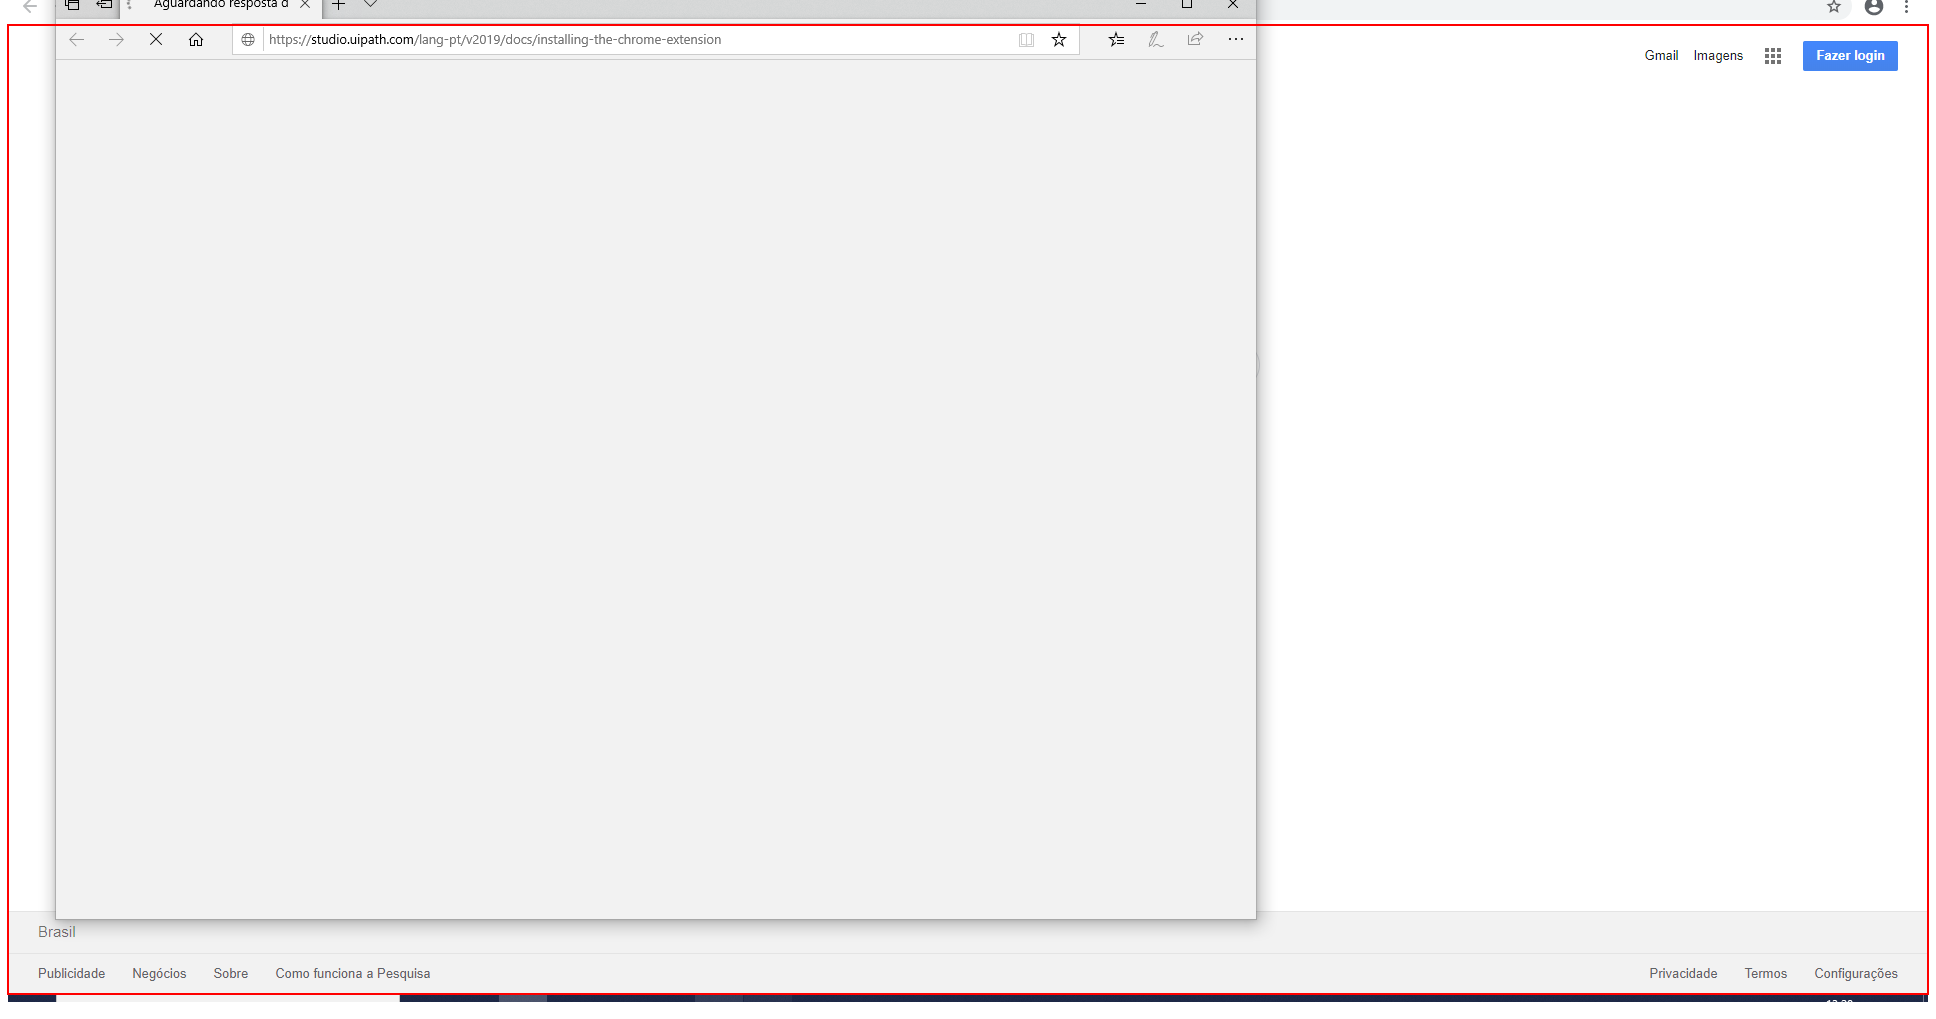 Aguardando resposta d
https://studio.uipath.com/lang-pt/v2019/docs/installing-the-chrome-extension
Gmail Imagens Fazer login
Brasil
Publicidade Negócios Sobre Como funciona a Pesquisa Privacidade Termos Configurações